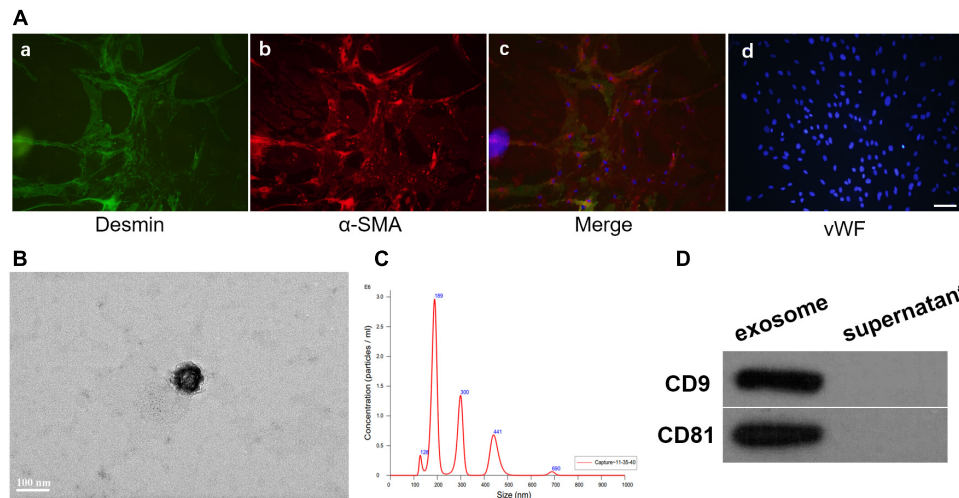 A
a
b
c
d
Desmin
α-SMA
Merge
vWF
B
100 nm
C
E6
Concentration (particles / ml)
3.0
2.5
2.0
1.5
1.0
0.5
0.0
126
189
300
441
690
Capture-11-35-40
0 100 200 300 400 500 600 700 800 900 1000
Size (nm)
D
exosome
supernatant
CD9
CD81